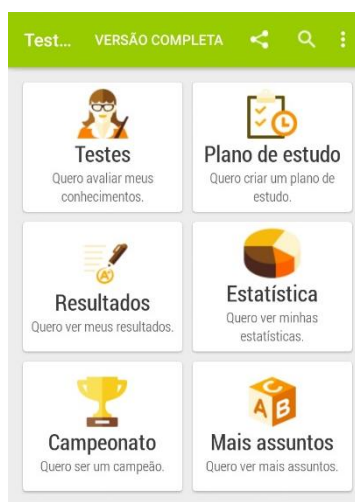 Test... VERSÃO COMPLETA
Testes
Quero avaliar meus
conhecimentos.
Plano de estudo
Quero criar um plano de
estudo.
A
Resultados
Quero ver meus resultados.
Estatística
Quero ver minhas
estatísticas.
Campeonato
Quero ser um campeão.
C
A B
Mais assuntos
Quero ver mais assuntos.